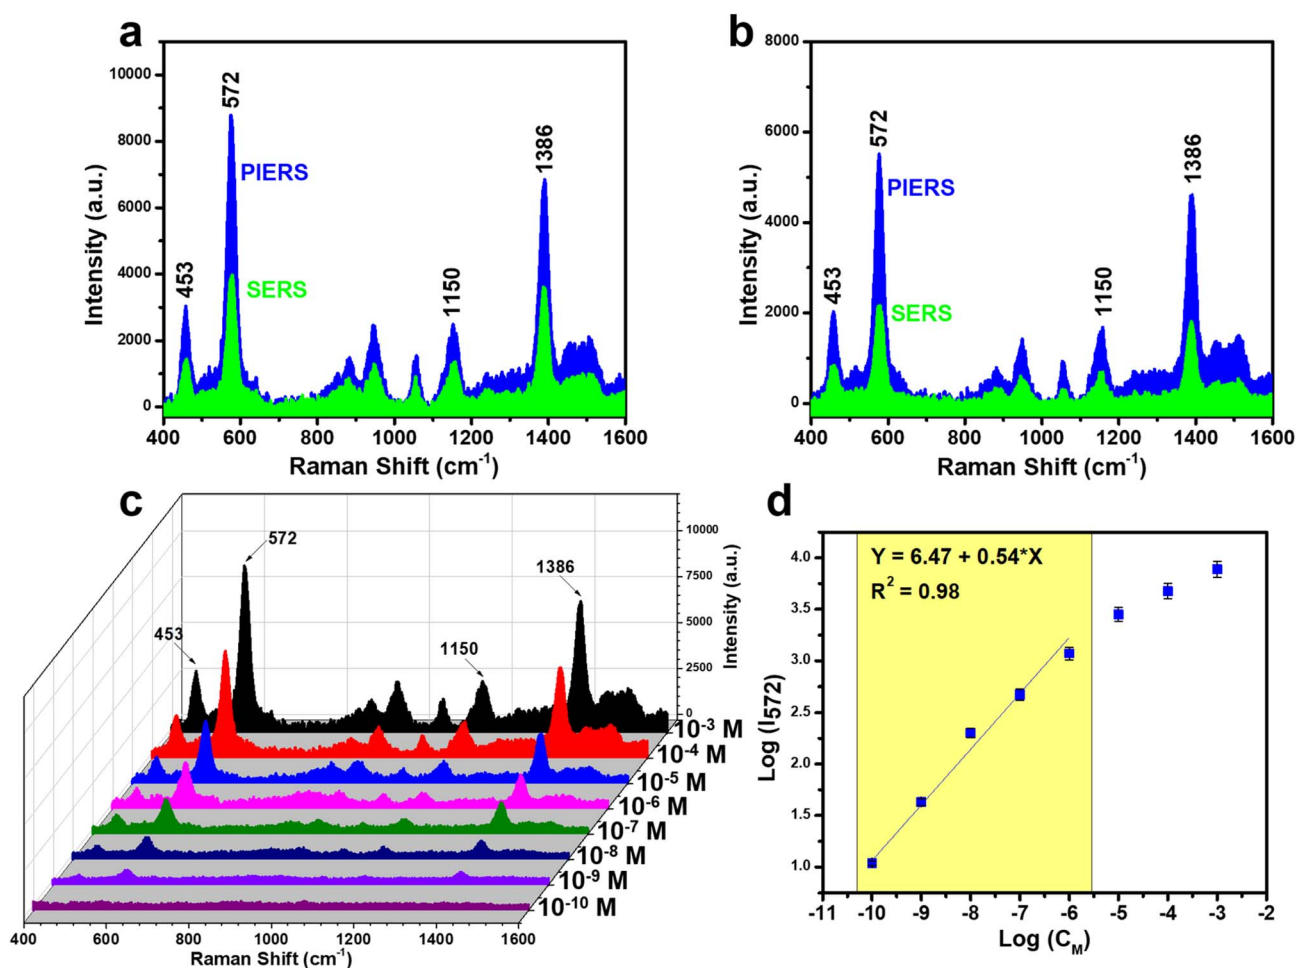 a
10000
8000
6000
4000
2000
0
400
600
800
1000
1200
1400
1600
Intensity (a.u.)
Raman Shift (cm⁻¹)
453
572
PIERS
SERS
1150
1386
b
8000
6000
4000
2000
0
400
600
800
1000
1200
1400
1600
Intensity (a.u.)
Raman Shift (cm⁻¹)
453
572
PIERS
SERS
1150
1386
c
453
572
1150
1386
10000
7500
5000
2500
0
Intensity (a.u.)
10⁻³ M
10⁻⁴ M
10⁻⁵ M
10⁻⁶ M
10⁻⁷ M
10⁻⁸ M
10⁻⁹ M
10⁻¹⁰ M
400
600
800
1000
1200
1400
1600
Raman Shift (cm⁻¹)
d
Y = 6.47 + 0.54*X
R² = 0.98
4.0
3.5
3.0
2.5
2.0
1.5
1.0
Log (I572)
-11
-10
-9
-8
-7
-6
-5
-4
-3
-2
Log (C_M)